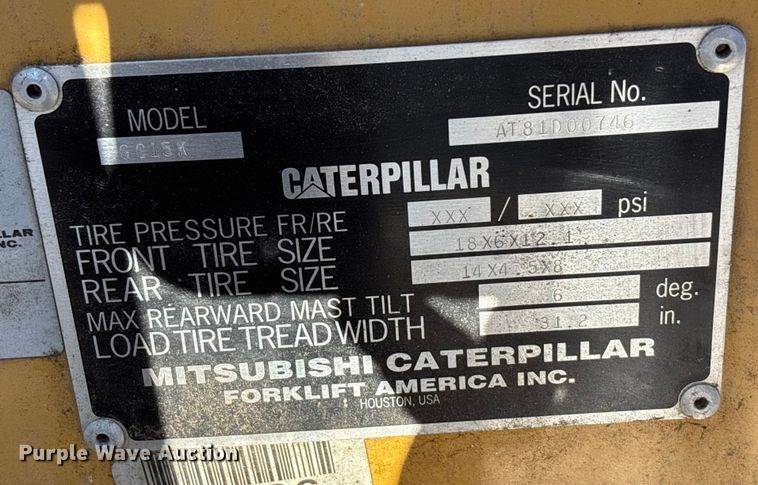 MODEL
GC15K
SERIAL No.
AT81D00746
CATERPILLAR
TIRE PRESSURE FR/RE XXX / XXX psi
FRONT TIRE SIZE 18X6X12.1
REAR TIRE SIZE 14X4.5X8
MAX REARWARD MAST TILT 6 deg.
LOAD TIRE TREAD WIDTH 31.2 in.
MITSUBISHI CATERPILLAR
FORKLIFT AMERICA INC.
HOUSTON, USA
LLAR
INC.
Purple Wave Auction